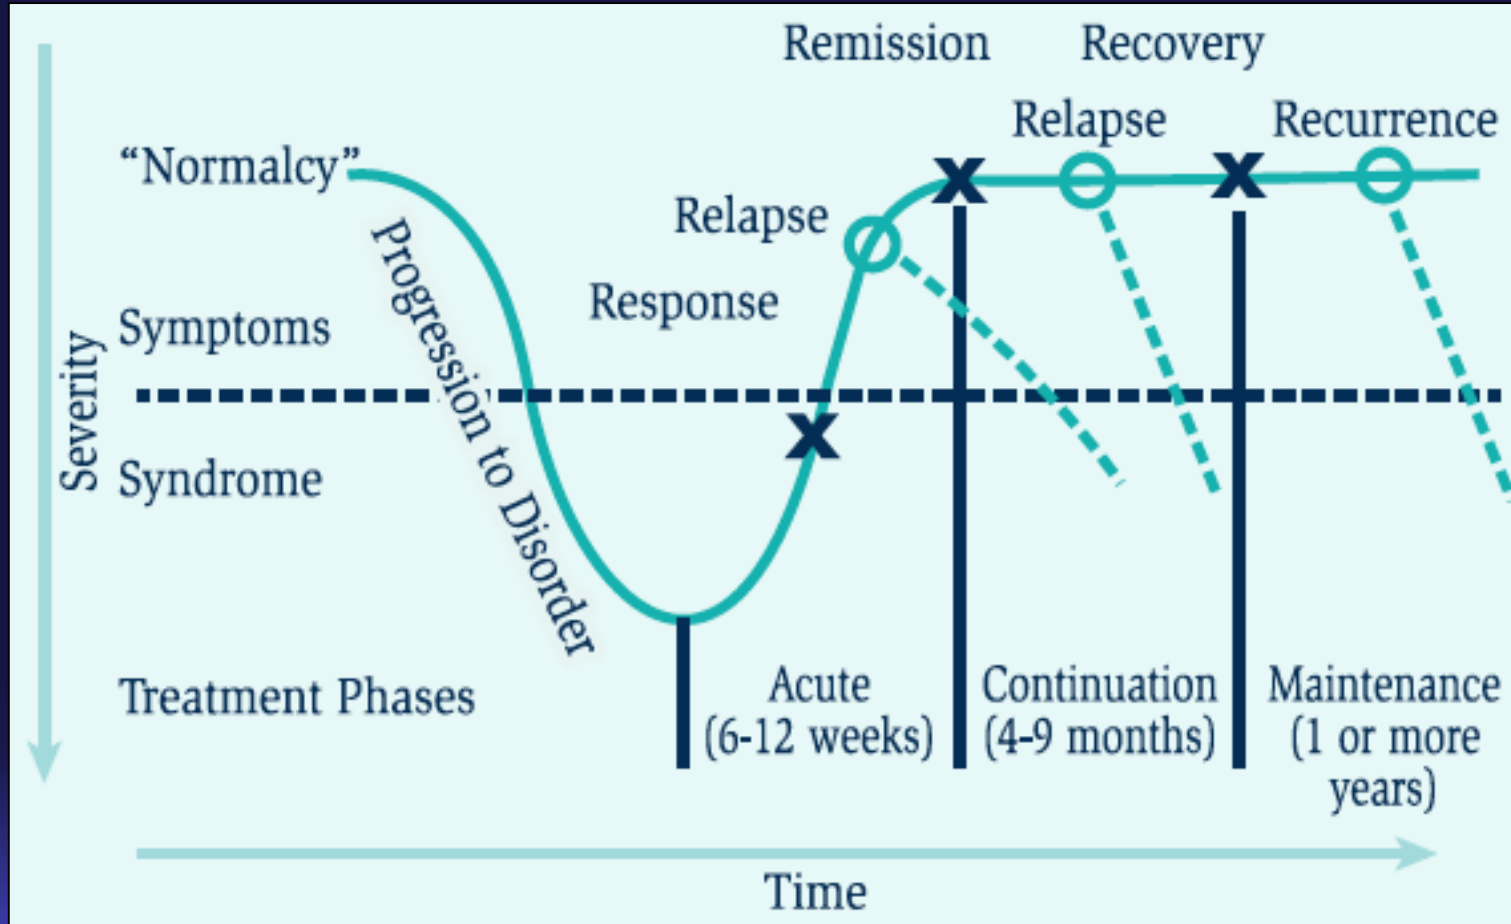 Remission
Recovery
Relapse
Recurrence
“Normalcy”
Relapse
Progression to Disorder
Response
Symptoms
Severity
Syndrome
Treatment Phases
Acute
(6-12 weeks)
Continuation
(4-9 months)
Maintenance
(1 or more
years)
Time